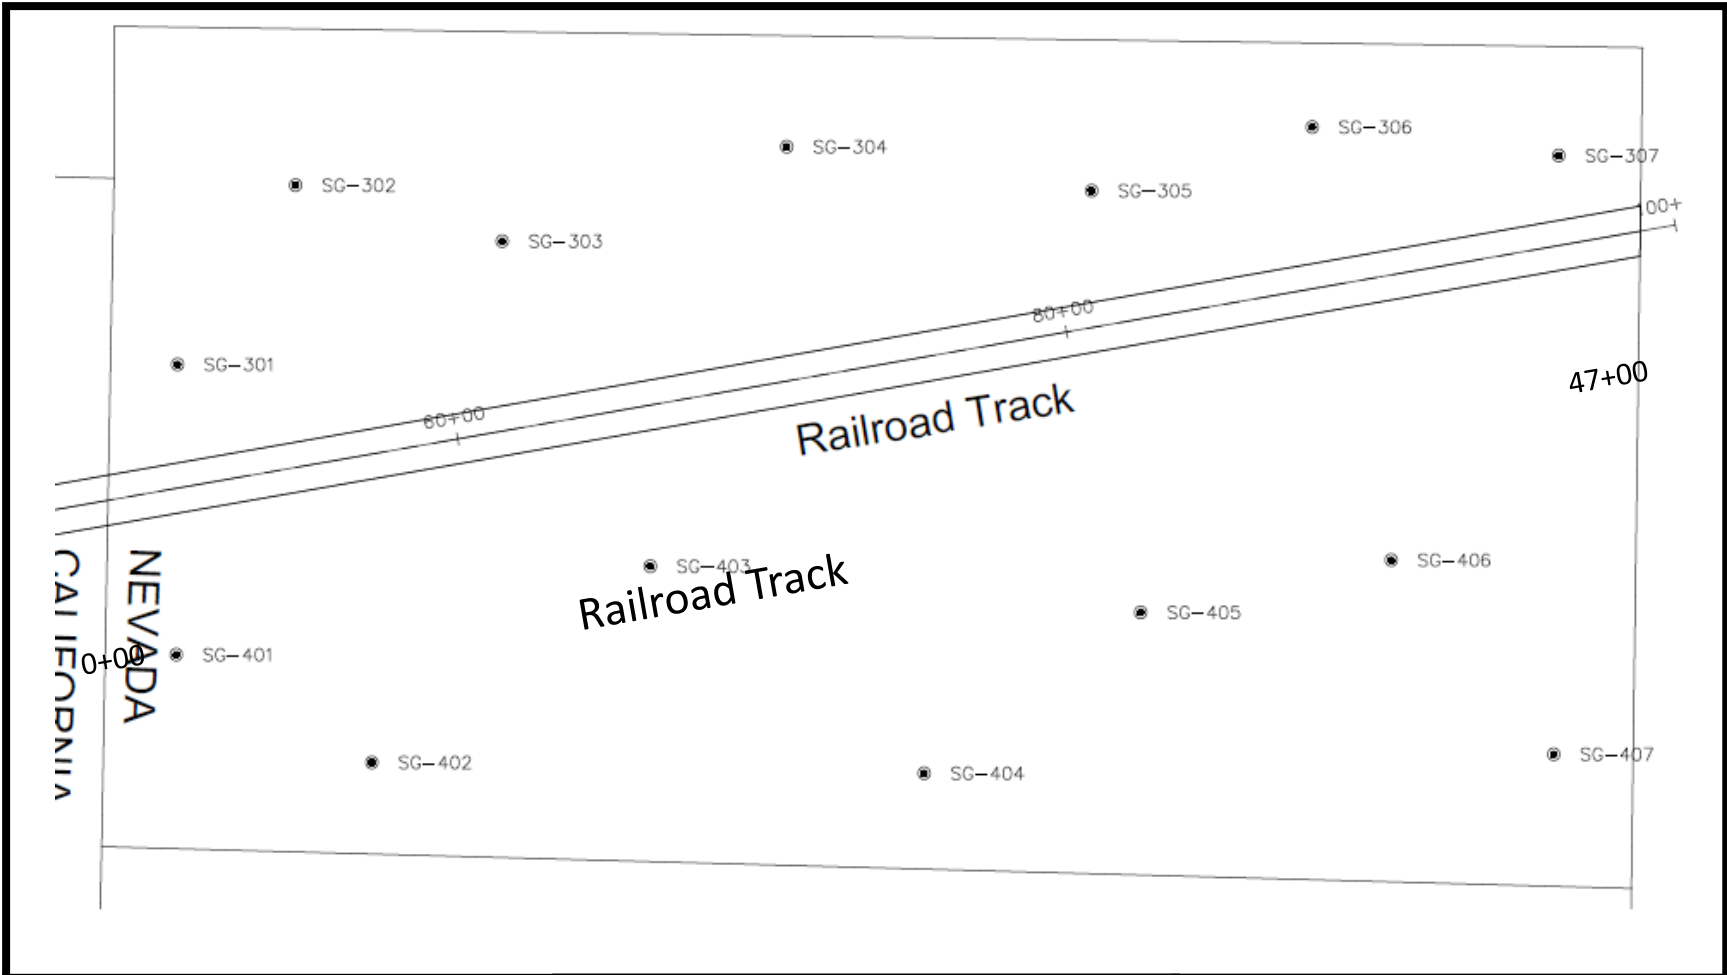 SG-306
SG-304
SG-307
SG-302
SG-305
00+
SG-303
80+00
SG-301
47+00
60+00
Railroad Track
NEVADA
CALIFORNIA
SG-403
Railroad Track
SG-406
SG-405
0+00
SG-401
SG-402
SG-404
SG-407